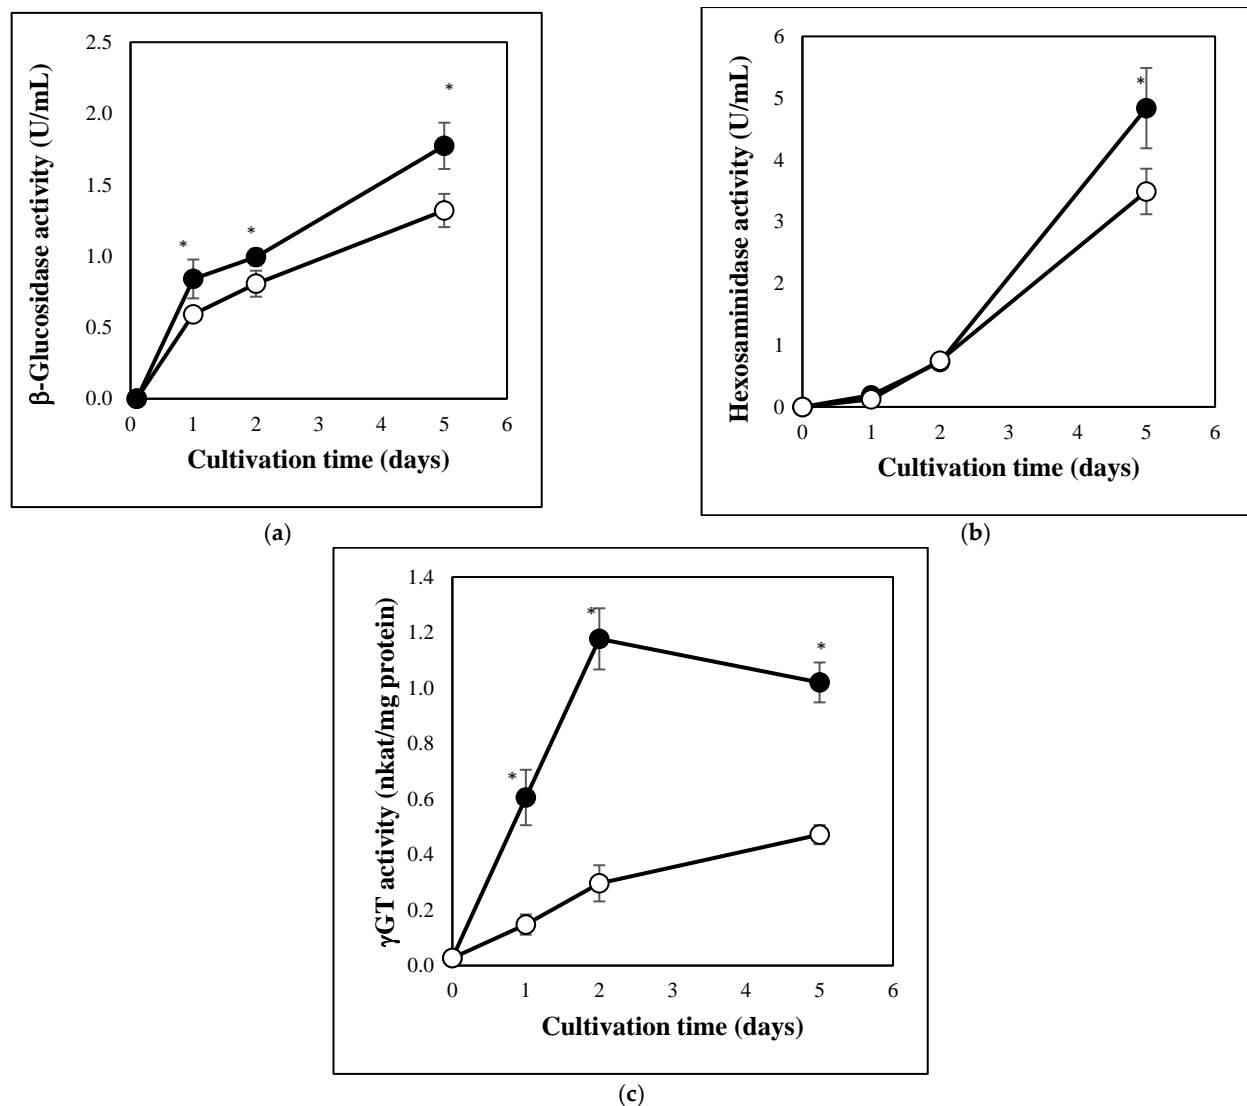 β-Glucosidase activity (U/mL)
2.5
2.0
1.5
1.0
0.5
0.0
*
*
*
0 1 2 3 4 5 6
Cultivation time (days)
(a)
Hexosaminidase activity (U/mL)
6
5
4
3
2
1
0
*
0 1 2 3 4 5 6
Cultivation time (days)
(b)
γGT activity (nkat/mg protein)
1.4
1.2
1.0
0.8
0.6
0.4
0.2
0.0
*
*
*
0 1 2 3 4 5 6
Cultivation time (days)
(c)